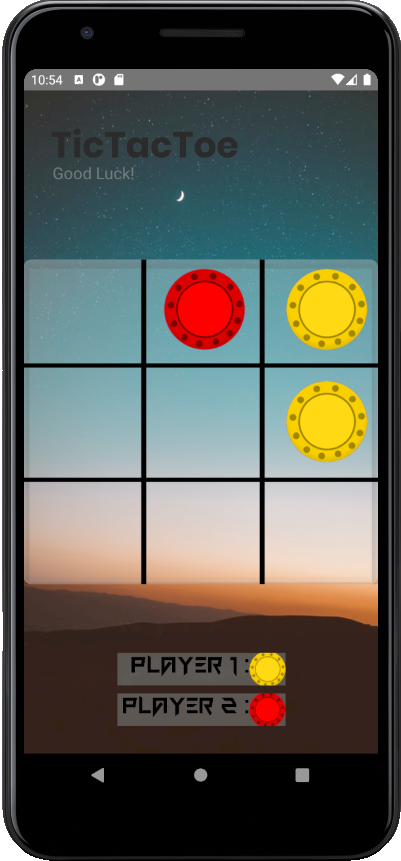 10:54
TicTacToe
Good Luck!
PLAYER 1 :
PLAYER 2 :